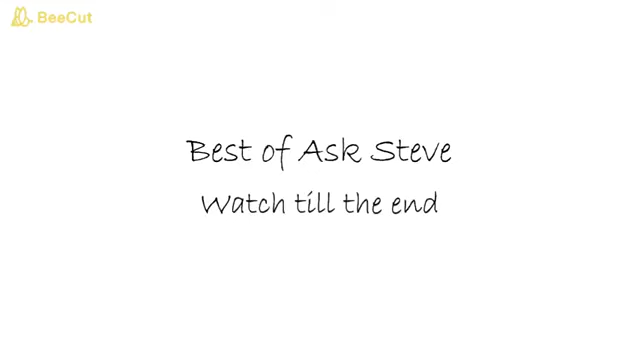 BeeCut
Best of Ask Steve
Watch till the end